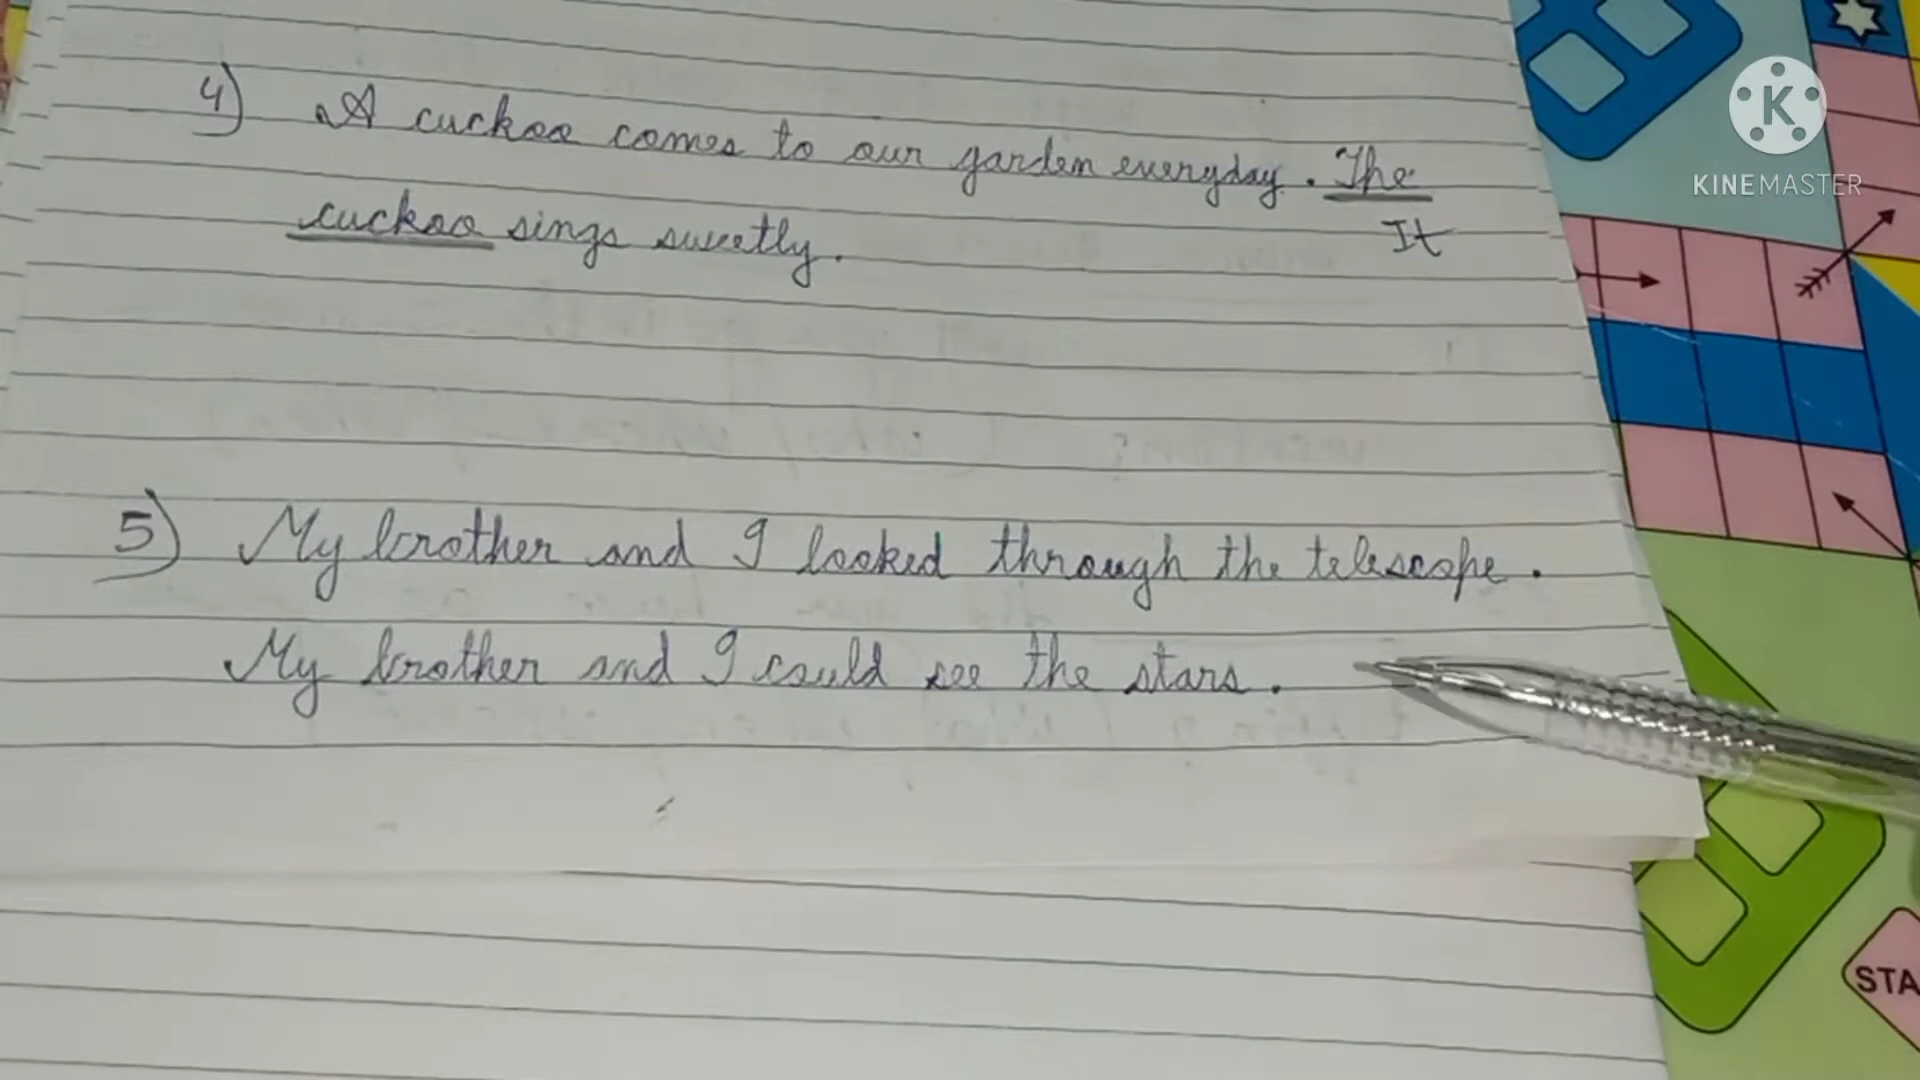 4) A cuckoo comes to our garden everyday. The
It
cuckoo sings sweetly.
5) My brother and I looked through the telescope.
My brother and I could see the stars.
K
KINEMASTER
STA